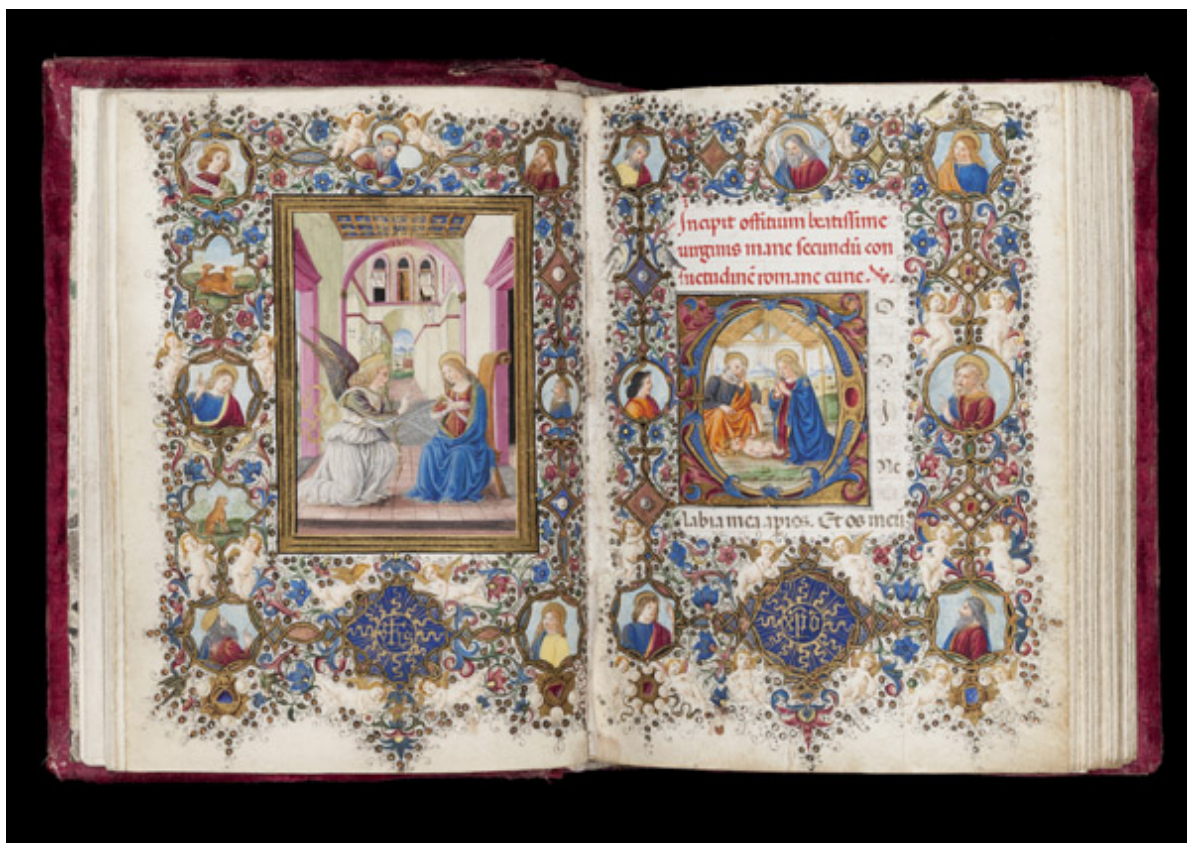 Incipit offitium beatissime
uirginis marie secundū con
suetudinē romane curie. V.
labia mea aperies. Et os meū